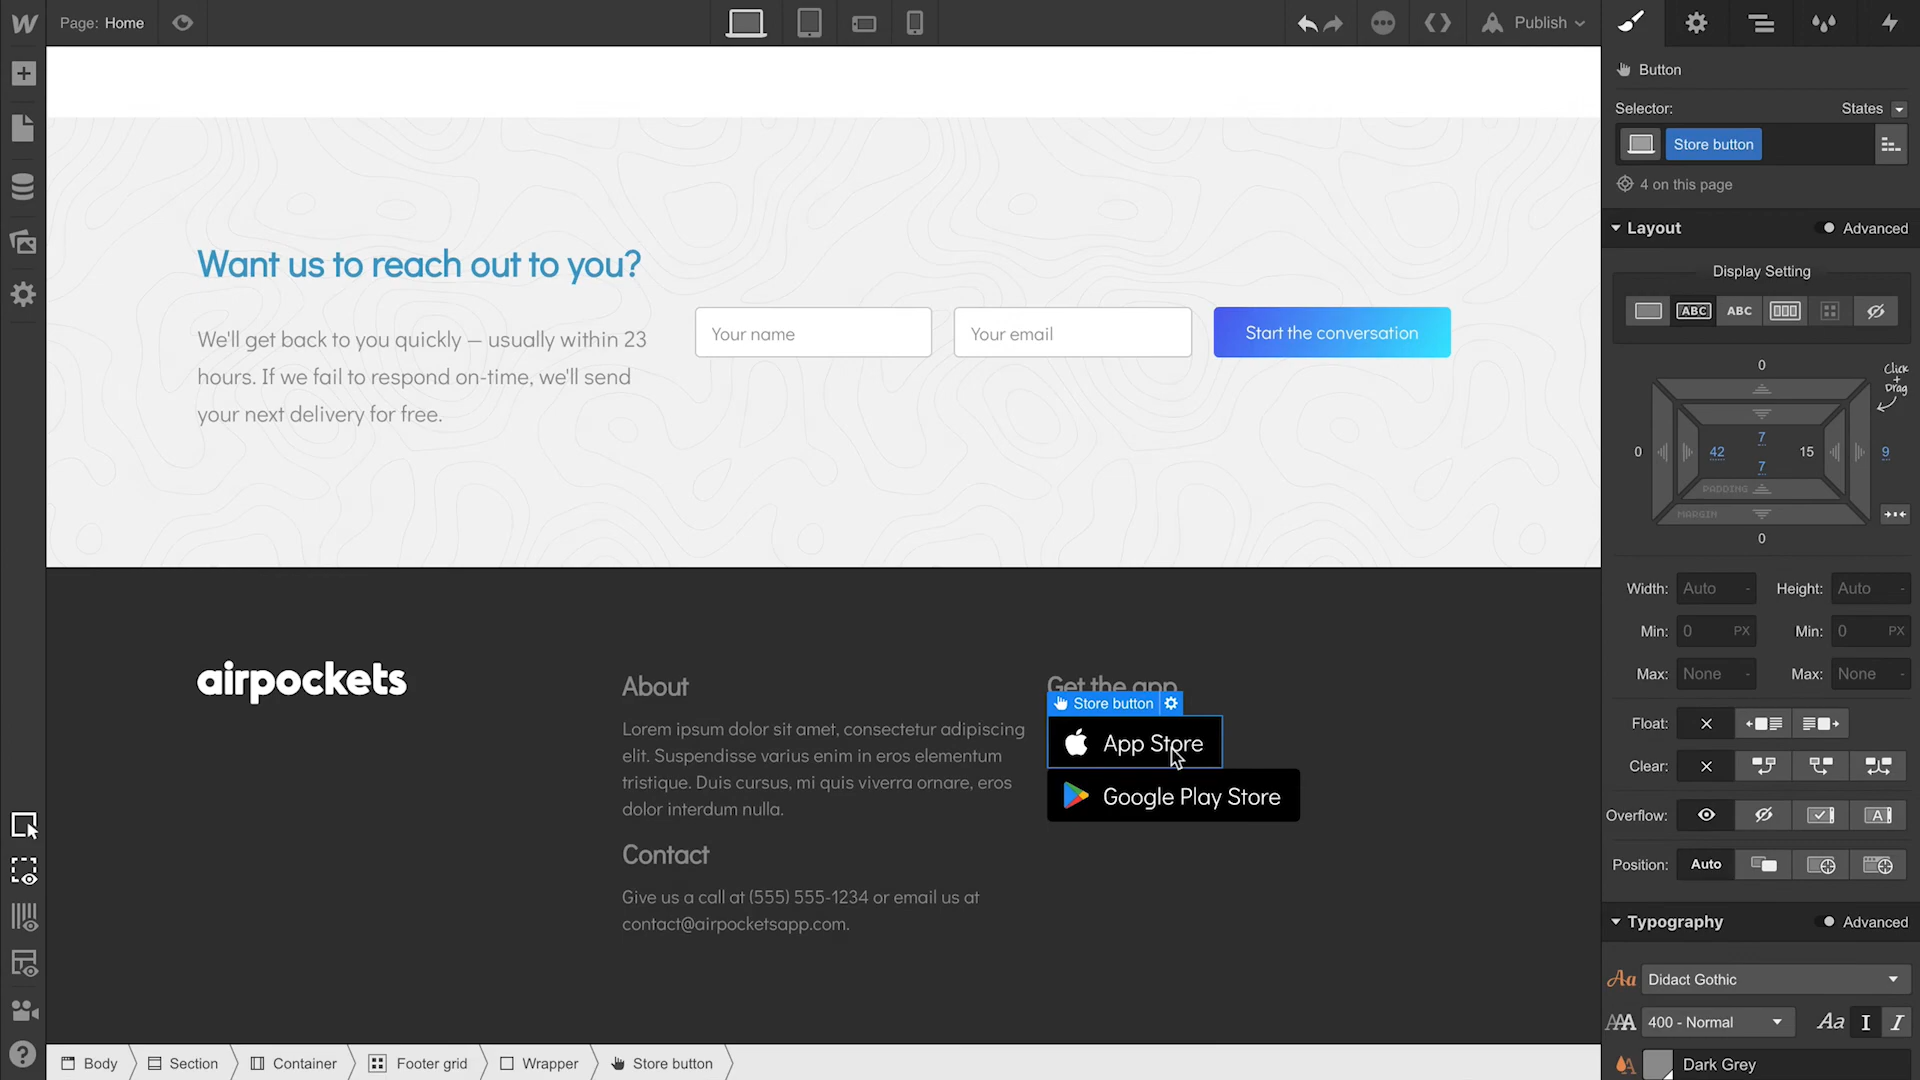 Page: Home
Publish
Button
Selector:
States
Store button
4 on this page
Layout
Advanced
Display Setting
ABC
ABC
0
Click
+
Drag
7
0
42
15
9
7
PADDING
MARGIN
0
Width: Auto -
Height: Auto -
Min: 0 PX
Min: 0 PX
Max: None -
Max: None -
Float:
Clear:
Overflow:
A
Position: Auto
Typography
Advanced
Aa Didact Gothic
AAA 400 - Normal
Aa I I
A Dark Grey
Want us to reach out to you?
We'll get back to you quickly — usually within 23
hours. If we fail to respond on-time, we'll send
your next delivery for free.
Your name
Your email
Start the conversation
airpockets
About
Lorem ipsum dolor sit amet, consectetur adipiscing
elit. Suspendisse varius enim in eros elementum
tristique. Duis cursus, mi quis viverra ornare, eros
dolor interdum nulla.
Contact
Give us a call at (555) 555-1234 or email us at
contact@airpocketsapp.com.
Get the app
Store button
App Store
Google Play Store
Body
Section
Container
Footer grid
Wrapper
Store button